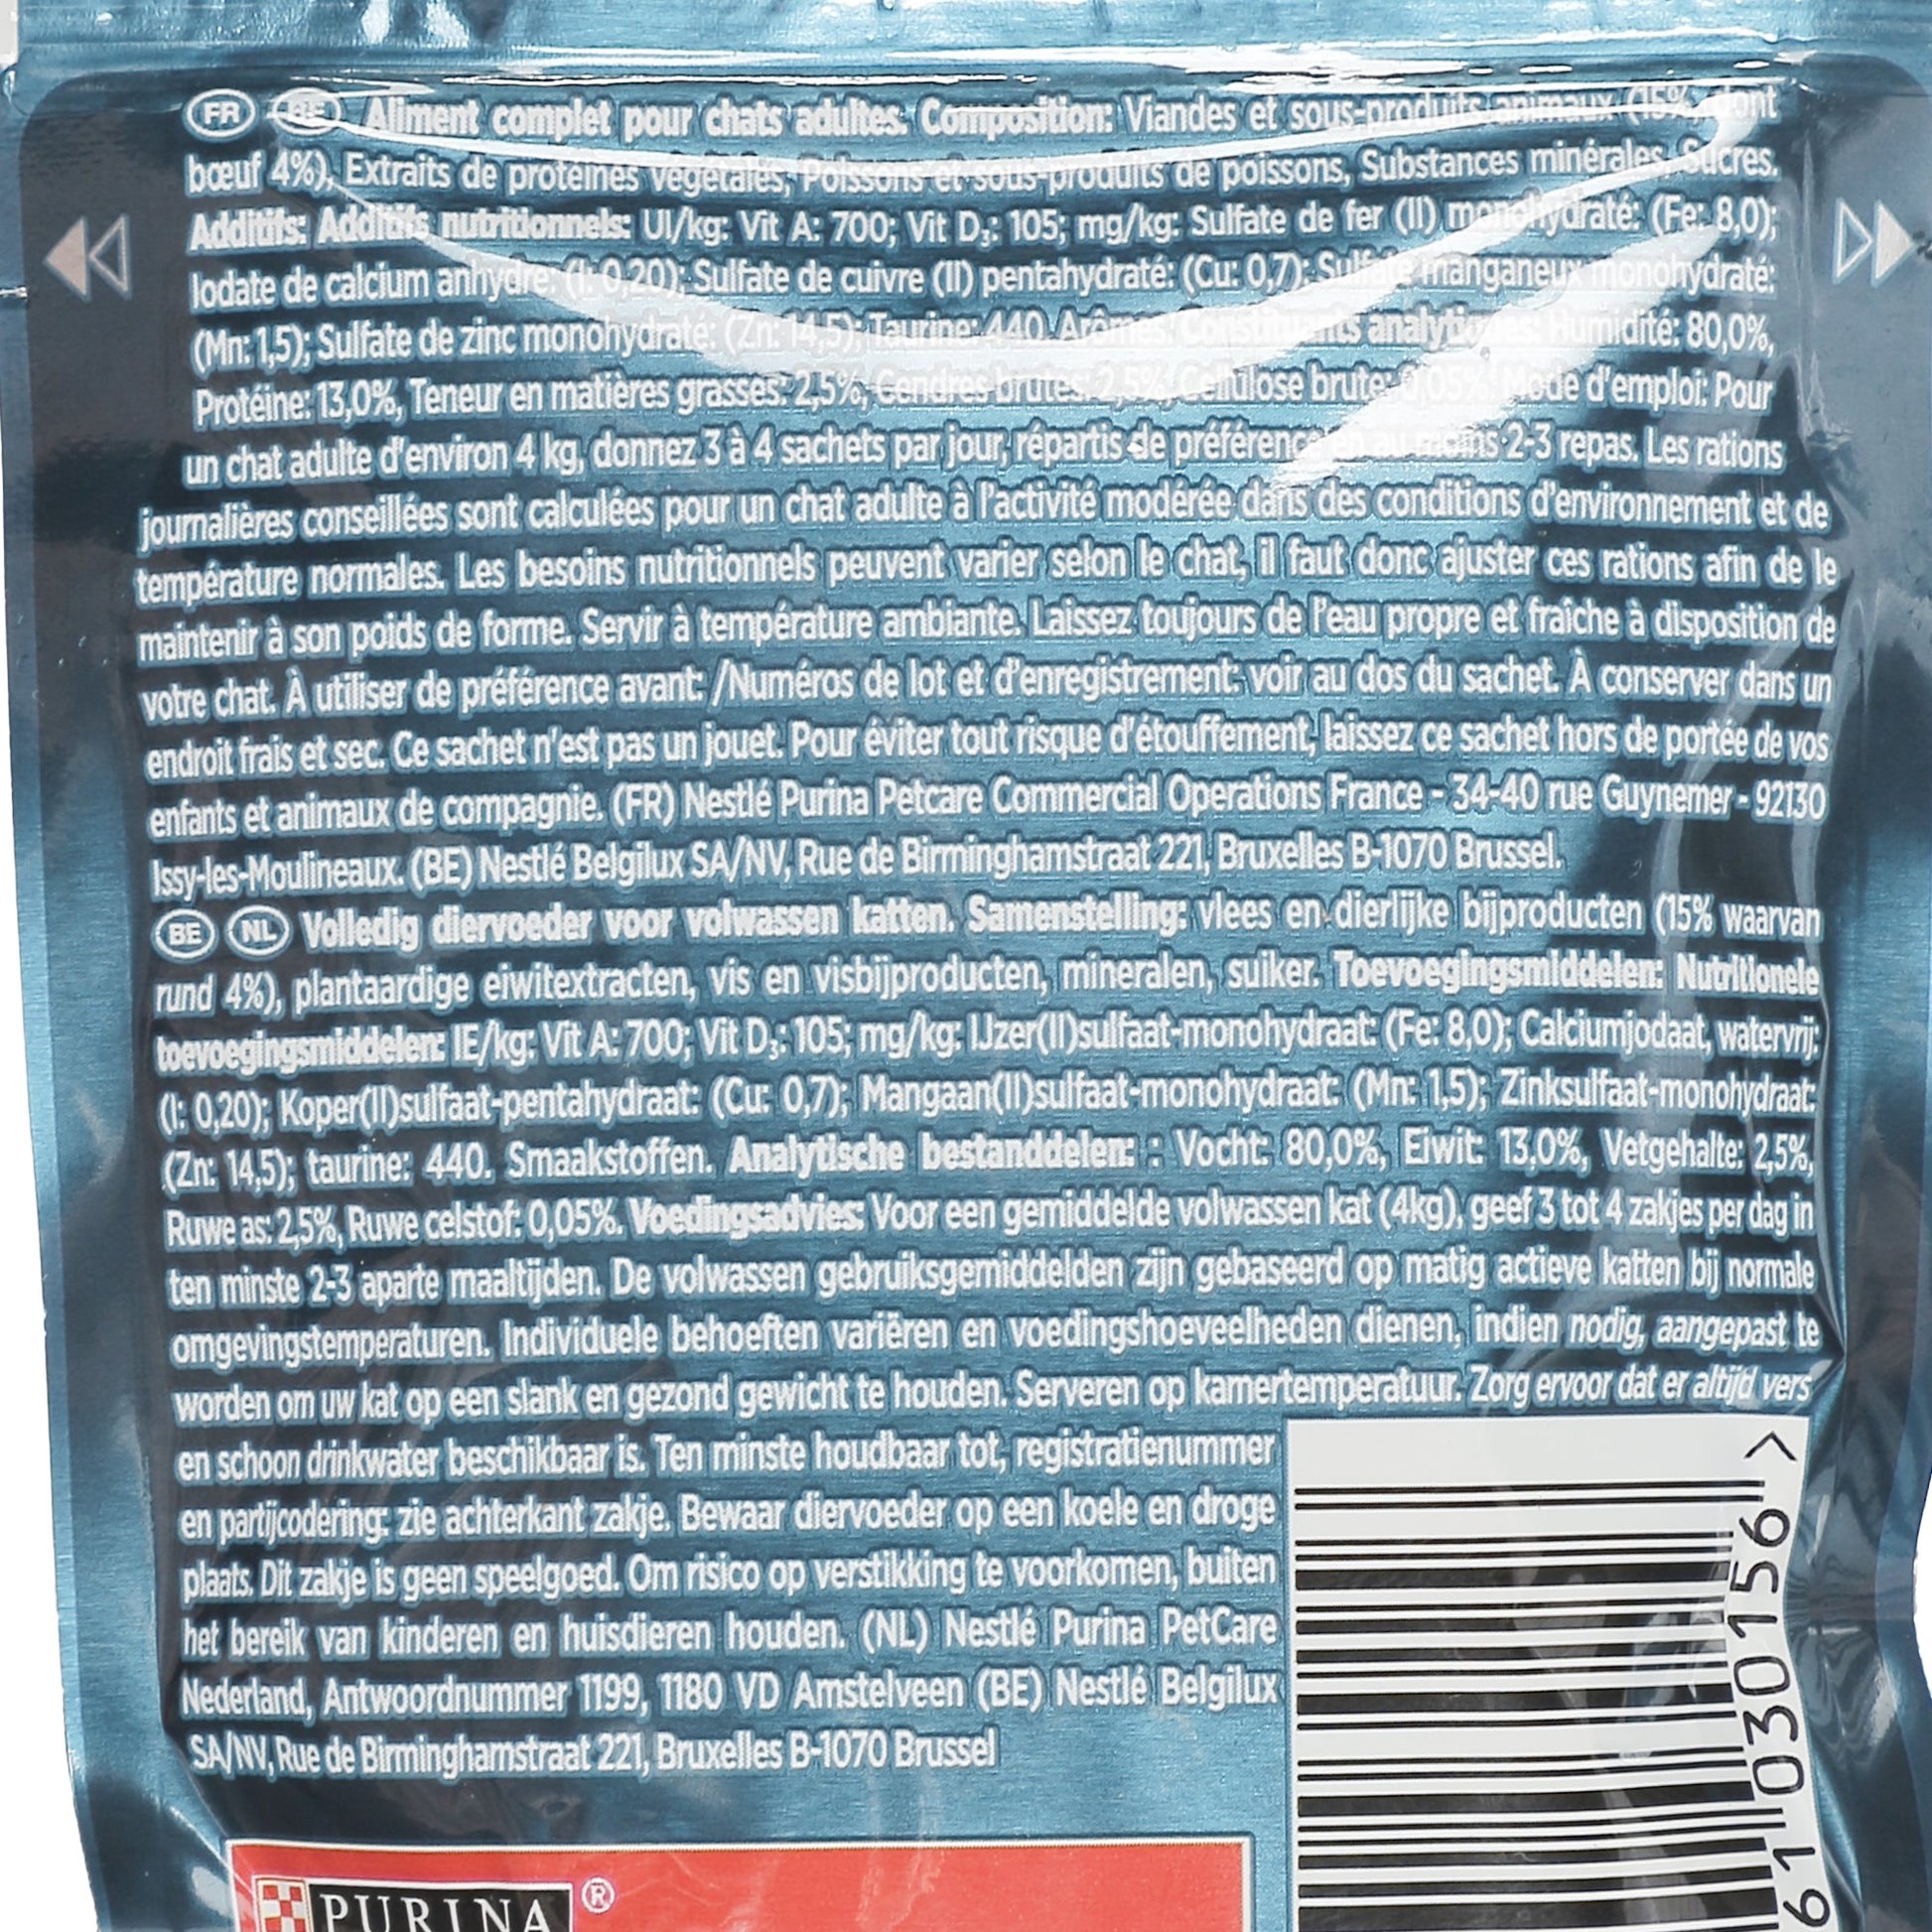 FR BE Aliment complet pour chats adultes. Composition: Viandes et sous-produits animaux (15%, dont
bœuf 4%), Extraits de protéines végétales, Poissons et sous-produits de poissons, Substances minérales, Sucres.
Additifs: Additifs nutritionnels: UI/kg: Vit A: 700; Vit D₃: 105; mg/kg: Sulfate de fer (II) monohydraté: (Fe: 8,0);
Iodate de calcium anhydre: (I: 0,20); Sulfate de cuivre (II) pentahydraté: (Cu: 0,7); Sulfate manganeux monohydraté:
(Mn: 1,5); Sulfate de zinc monohydraté: (Zn: 14,5); Taurine: 440. Arômes. Constituants analytiques: Humidité: 80,0%,
Protéine: 13,0%, Teneur en matières grasses: 2,5%, Cendres brutes: 2,5%, Cellulose brute: 0,05%. Mode d'emploi: Pour
un chat adulte d'environ 4 kg, donnez 3 à 4 sachets par jour, répartis de préférence en au moins 2-3 repas. Les rations
journalières conseillées sont calculées pour un chat adulte à l'activité modérée dans des conditions d'environnement et de
température normales. Les besoins nutritionnels peuvent varier selon le chat, il faut donc ajuster ces rations afin de le
maintenir à son poids de forme. Servir à température ambiante. Laissez toujours de l'eau propre et fraîche à disposition de
votre chat. À utiliser de préférence avant: /Numéros de lot et d'enregistrement: voir au dos du sachet. À conserver dans un
endroit frais et sec. Ce sachet n'est pas un jouet. Pour éviter tout risque d'étouffement, laissez ce sachet hors de portée de vos
enfants et animaux de compagnie. (FR) Nestlé Purina Petcare Commercial Operations France - 34-40 rue Guynemer - 92130
Issy-les-Moulineaux. (BE) Nestlé Belgilux SA/NV, Rue de Birminghamstraat 221, Bruxelles B-1070 Brussel.
BE NL Volledig diervoeder voor volwassen katten. Samenstelling: vlees en dierlijke bijproducten (15% waarvan
rund 4%), plantaardige eiwitextracten, vis en visbijproducten, mineralen, suiker. Toevoegingsmiddelen: Nutritionele
toevoegingsmiddelen: IE/kg: Vit A: 700; Vit D₃: 105; mg/kg: IJzer(II)sulfaat-monohydraat: (Fe: 8,0); Calciumjodaat, watervrij:
(I: 0,20); Koper(II)sulfaat-pentahydraat: (Cu: 0,7); Mangaan(II)sulfaat-monohydraat: (Mn: 1,5); Zinksulfaat-monohydraat:
(Zn: 14,5); taurine: 440. Smaakstoffen. Analytische bestanddelen: : Vocht: 80,0%, Eiwit: 13,0%, Vetgehalte: 2,5%,
Ruwe as: 2,5%, Ruwe celstof: 0,05%. Voedingsadvies: Voor een gemiddelde volwassen kat (4kg), geef 3 tot 4 zakjes per dag in
ten minste 2-3 aparte maaltijden. De volwassen gebruiksgemiddelden zijn gebaseerd op matig actieve katten bij normale
omgevingstemperaturen. Individuele behoeften variëren en voedingshoeveelheden dienen, indien nodig, aangepast te
worden om uw kat op een slank en gezond gewicht te houden. Serveren op kamertemperatuur. Zorg ervoor dat er altijd vers
en schoon drinkwater beschikbaar is. Ten minste houdbaar tot, registratienummer
en partijcodering: zie achterkant zakje. Bewaar diervoeder op een koele en droge
plaats. Dit zakje is geen speelgoed. Om risico op verstikking te voorkomen, buiten
het bereik van kinderen en huisdieren houden. (NL) Nestlé Purina PetCare
Nederland, Antwoordnummer 1199, 1180 VD Amstelveen (BE) Nestlé Belgilux
SA/NV, Rue de Birminghamstraat 221, Bruxelles B-1070 Brussel
61 030156 >
PURINA ®